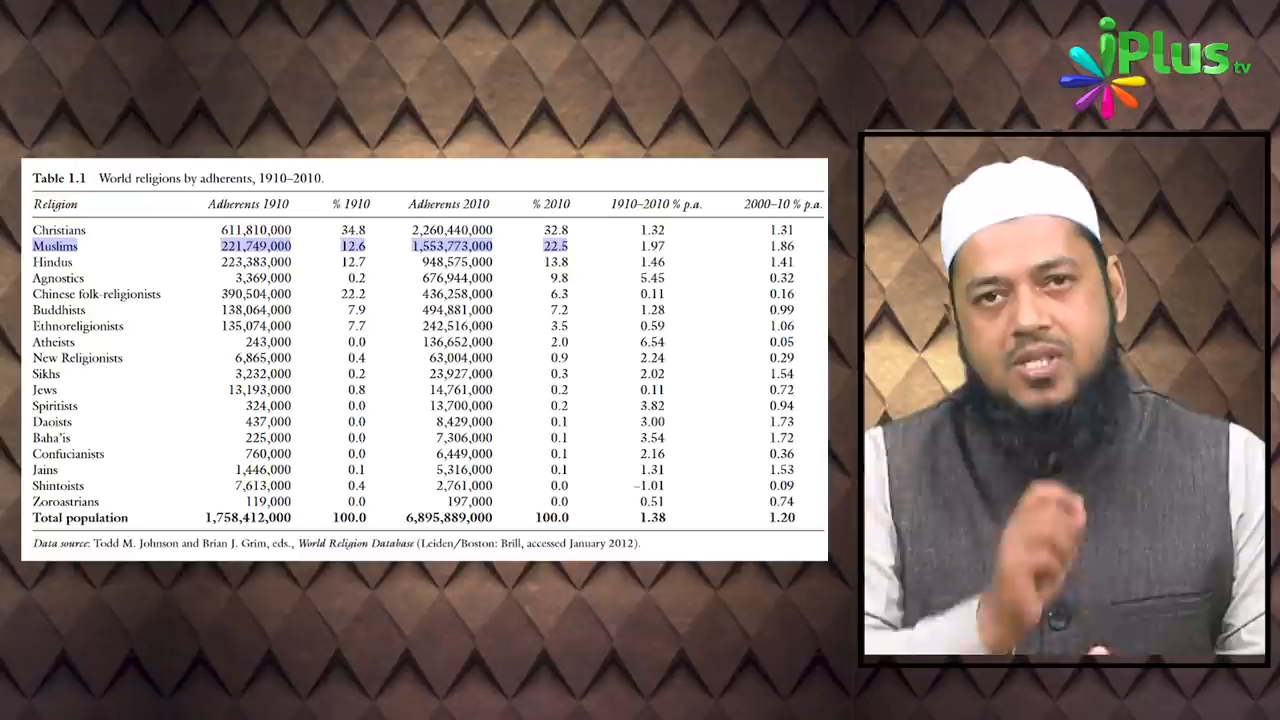 iPlus tv
Table 1.1 World religions by adherents, 1910–2010.
Religion Adherents 1910 % 1910 Adherents 2010 % 2010 1910–2010 % p.a. 2000–10 % p.a.
Christians 611,810,000 34.8 2,260,440,000 32.8 1.32 1.31
Muslims 221,749,000 12.6 1,553,773,000 22.5 1.97 1.86
Hindus 223,383,000 12.7 948,575,000 13.8 1.46 1.41
Agnostics 3,369,000 0.2 676,944,000 9.8 5.45 0.32
Chinese folk-religionists 390,504,000 22.2 436,258,000 6.3 0.11 0.16
Buddhists 138,064,000 7.9 494,881,000 7.2 1.28 0.99
Ethnoreligionists 135,074,000 7.7 242,516,000 3.5 0.59 1.06
Atheists 243,000 0.0 136,652,000 2.0 6.54 0.05
New Religionists 6,865,000 0.4 63,004,000 0.9 2.24 0.29
Sikhs 3,232,000 0.2 23,927,000 0.3 2.02 1.54
Jews 13,193,000 0.8 14,761,000 0.2 0.11 0.72
Spiritists 324,000 0.0 13,700,000 0.2 3.82 0.94
Daoists 437,000 0.0 8,429,000 0.1 3.00 1.73
Baha'is 225,000 0.0 7,306,000 0.1 3.54 1.72
Confucianists 760,000 0.0 6,449,000 0.1 2.16 0.36
Jains 1,446,000 0.1 5,316,000 0.1 1.31 1.53
Shintoists 7,613,000 0.4 2,761,000 0.0 –1.01 0.09
Zoroastrians 119,000 0.0 197,000 0.0 0.51 0.74
Total population 1,758,412,000 100.0 6,895,889,000 100.0 1.38 1.20
Data source: Todd M. Johnson and Brian J. Grim, eds., World Religion Database (Leiden/Boston: Brill, accessed January 2012).